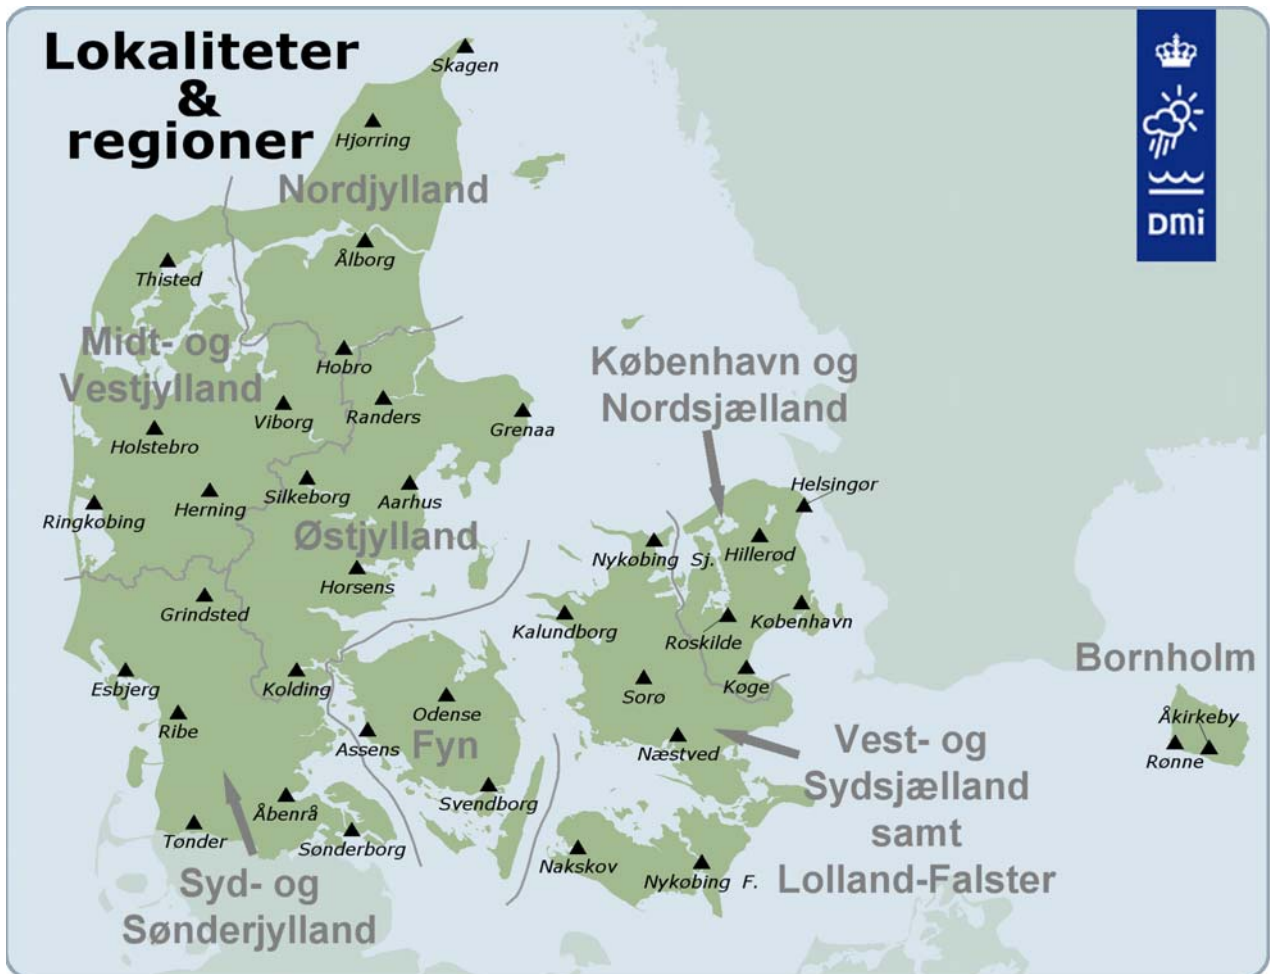 Lokaliteter
&
regioner
Skagen
Hjørring
Nordjylland
Ålborg
Thisted
Midt- og
Vestjylland
Hobro
Viborg
Randers
Grenaa
Holstebro
Silkeborg
Aarhus
Herning
Ringkøbing
Østjylland
Horsens
Grindsted
København og
Nordsjælland
Helsingør
Nykøbing Sj.
Hillerød
Kalundborg
Roskilde
København
Køge
Sorø
Næstved
Esbjerg
Kolding
Ribe
Odense
Assens
Fyn
Svendborg
Åbenrå
Tønder
Sønderborg
Syd- og
Sønderjylland
Nakskov
Nykøbing F.
Vest- og
Sydsjælland
samt
Lolland-Falster
Bornholm
Åkirkeby
Rønne
DMi